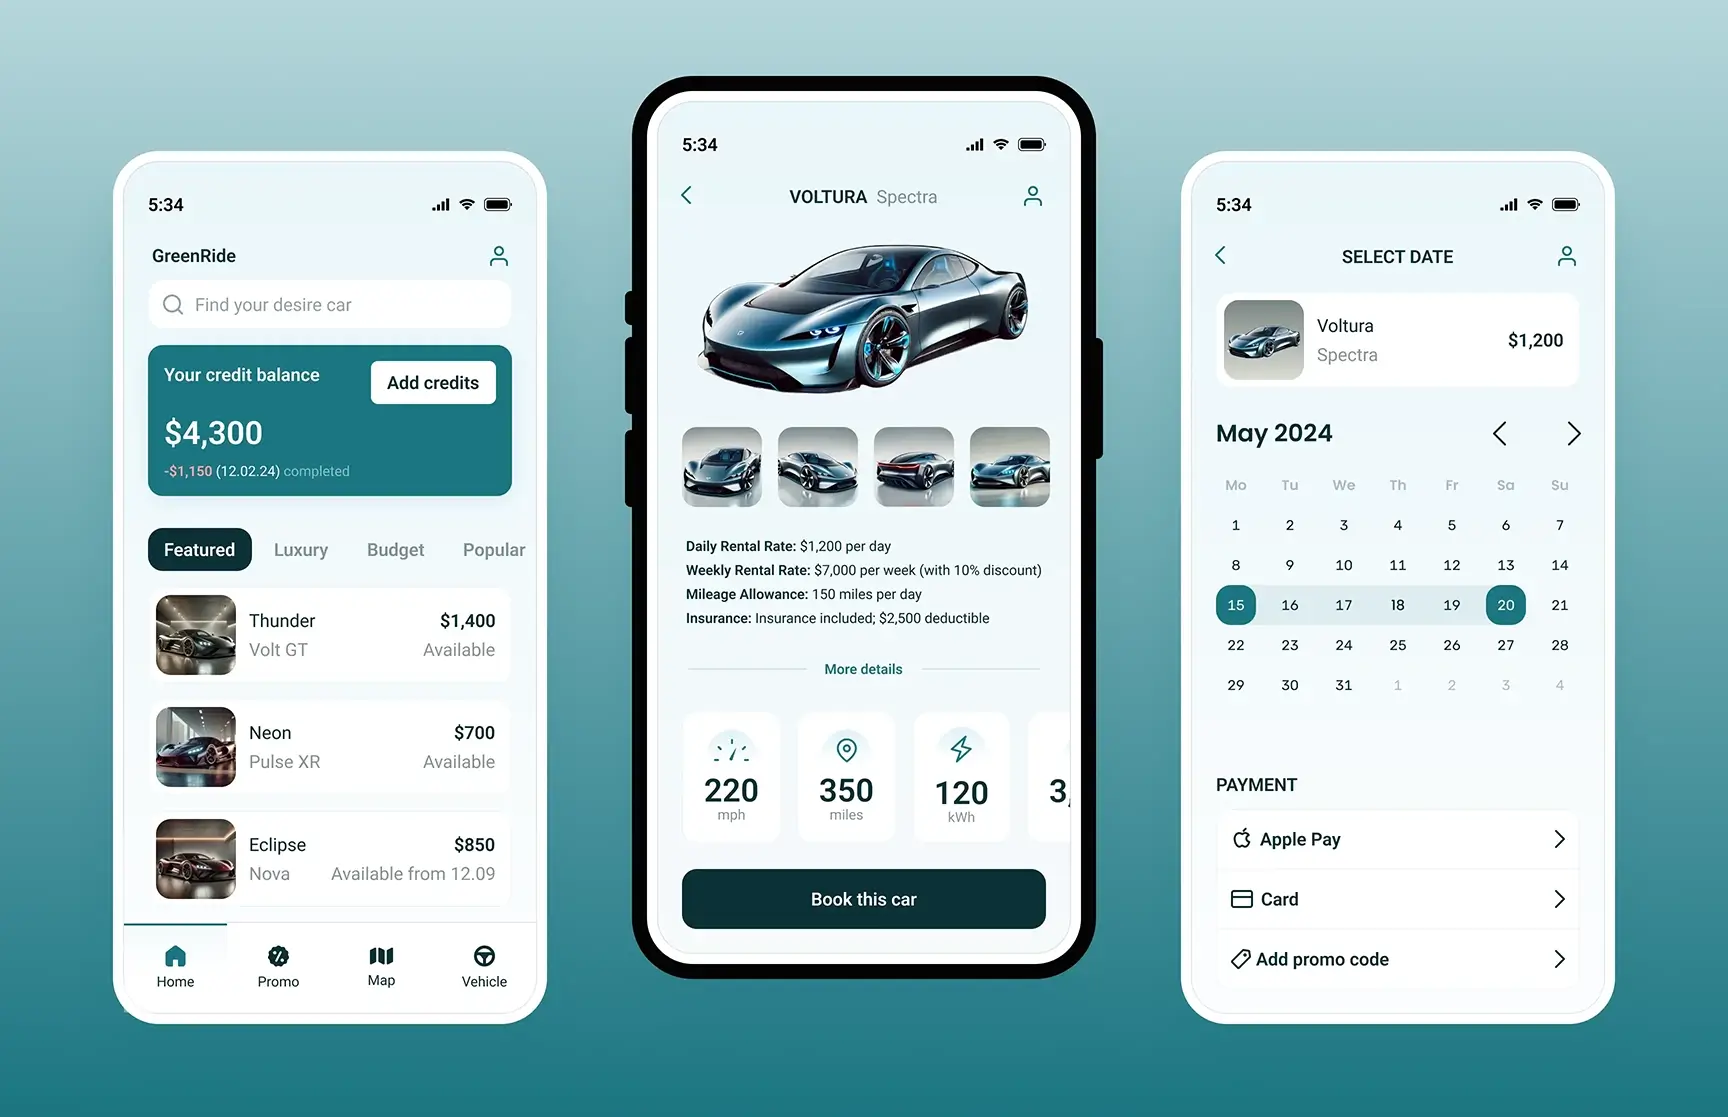 5:34
GreenRide
Find your desire car
Your credit balance
Add credits
$4,300
-$1,150 (12.02.24) completed
Featured Luxury Budget Popular
Thunder $1,400
Volt GT Available
Neon $700
Pulse XR Available
Eclipse $850
Nova Available from 12.09
Home Promo Map Vehicle
5:34
VOLTURA Spectra
Daily Rental Rate: $1,200 per day
Weekly Rental Rate: $7,000 per week (with 10% discount)
Mileage Allowance: 150 miles per day
Insurance: Insurance included; $2,500 deductible
More details
220 350 120 3,
mph miles kWh
Book this car
5:34
SELECT DATE
Voltura
Spectra
$1,200
May 2024
Mo Tu We Th Fr Sa Su
1 2 3 4 5 6 7
8 9 10 11 12 13 14
15 16 17 18 19 20 21
22 23 24 25 26 27 28
29 30 31 1 2 3 4
PAYMENT
Apple Pay
Card
Add promo code